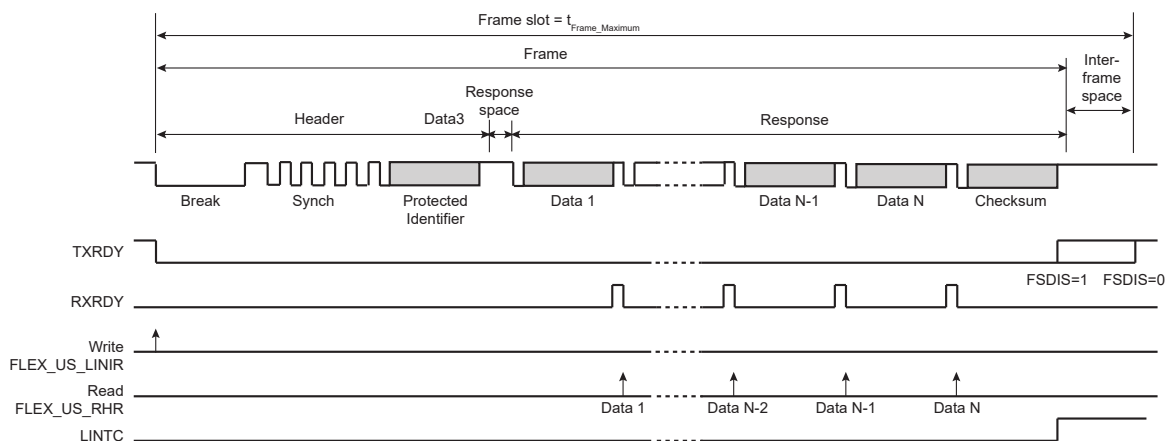 Frame slot = tFrame_Maximum
Frame
Inter-
frame
space
Response
space
Header
Data3
Response
Break
Synch
Protected
Identifier
Data 1
Data N-1
Data N
Checksum
TXRDY
FSDIS=1
FSDIS=0
RXRDY
Write
FLEX_US_LINIR
Read
FLEX_US_RHR
Data 1
Data N-2
Data N-1
Data N
LINTC